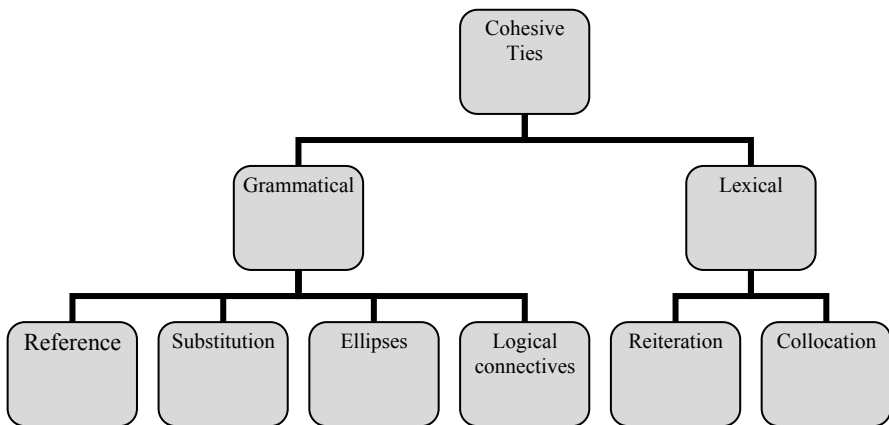 Cohesive
Ties
Grammatical
Lexical
Reference
Substitution
Ellipses
Logical
connectives
Reiteration
Collocation